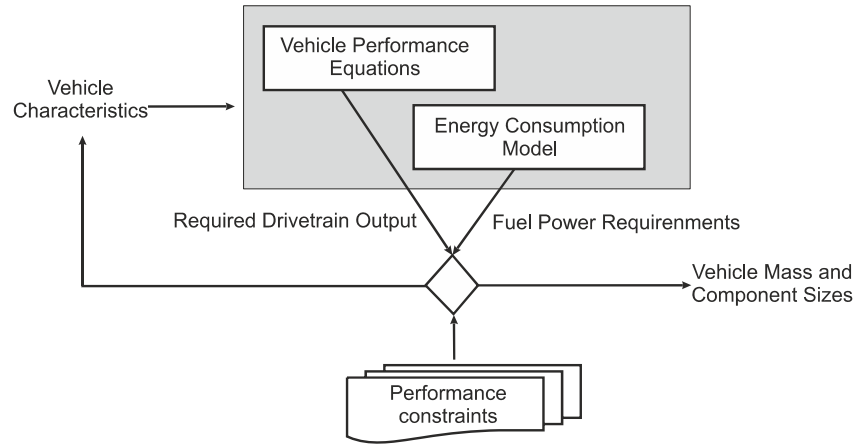 Vehicle Performance
Equations
Vehicle
Characteristics
Energy Consumption
Model
Required Drivetrain Output
Fuel Power Requirenments
Vehicle Mass and
Component Sizes
Performance
constraints